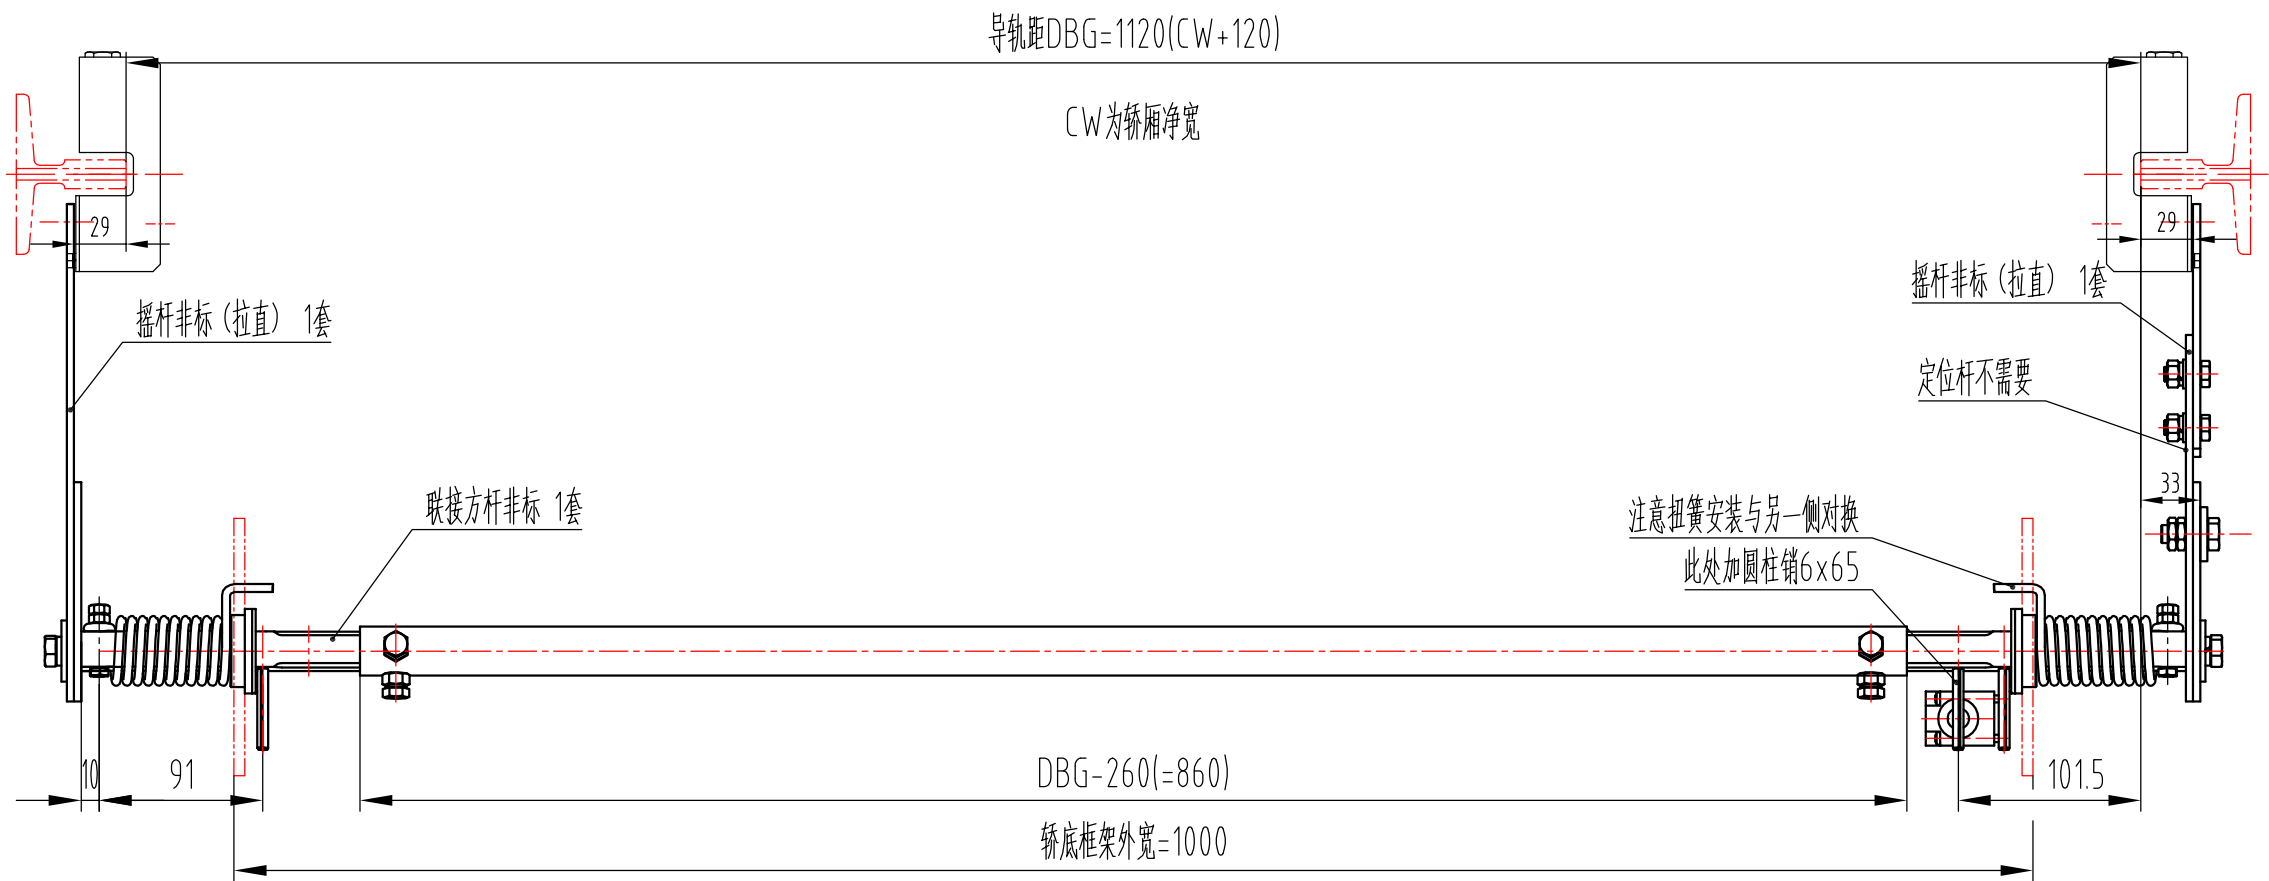 导轨距DBG=1120(CW+120)
CW为轿厢净宽
29
29
摇杆非标(拉直) 1套
摇杆非标(拉直) 1套
定位杆不需要
33
联接方杆非标 1套
注意扭簧安装与另一侧对换
此处加圆柱销6x65
10
91
DBG-260(=860)
101.5
轿底框架外宽=1000